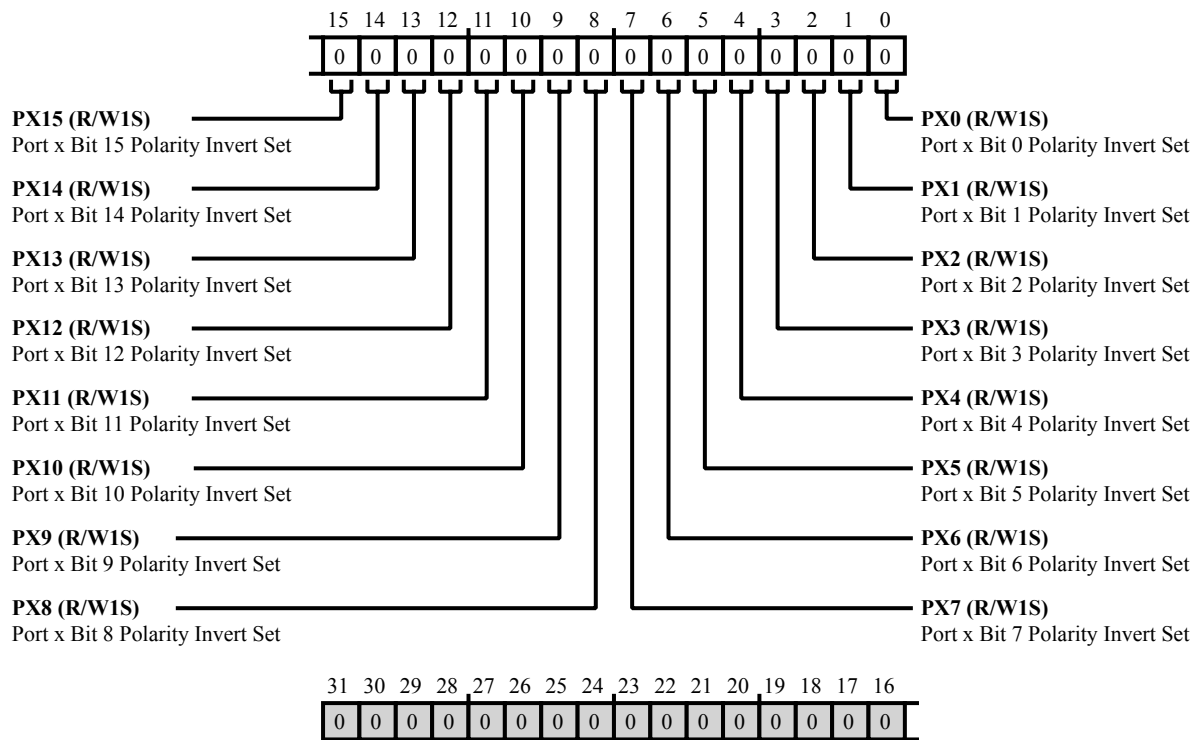 15 14 13 12 11 10 9 8 7 6 5 4 3 2 1 0
0 0 0 0 0 0 0 0 0 0 0 0 0 0 0 0
PX15 (R/W1S)
Port x Bit 15 Polarity Invert Set
PX14 (R/W1S)
Port x Bit 14 Polarity Invert Set
PX13 (R/W1S)
Port x Bit 13 Polarity Invert Set
PX12 (R/W1S)
Port x Bit 12 Polarity Invert Set
PX11 (R/W1S)
Port x Bit 11 Polarity Invert Set
PX10 (R/W1S)
Port x Bit 10 Polarity Invert Set
PX9 (R/W1S)
Port x Bit 9 Polarity Invert Set
PX8 (R/W1S)
Port x Bit 8 Polarity Invert Set
PX0 (R/W1S)
Port x Bit 0 Polarity Invert Set
PX1 (R/W1S)
Port x Bit 1 Polarity Invert Set
PX2 (R/W1S)
Port x Bit 2 Polarity Invert Set
PX3 (R/W1S)
Port x Bit 3 Polarity Invert Set
PX4 (R/W1S)
Port x Bit 4 Polarity Invert Set
PX5 (R/W1S)
Port x Bit 5 Polarity Invert Set
PX6 (R/W1S)
Port x Bit 6 Polarity Invert Set
PX7 (R/W1S)
Port x Bit 7 Polarity Invert Set
31 30 29 28 27 26 25 24 23 22 21 20 19 18 17 16
0 0 0 0 0 0 0 0 0 0 0 0 0 0 0 0